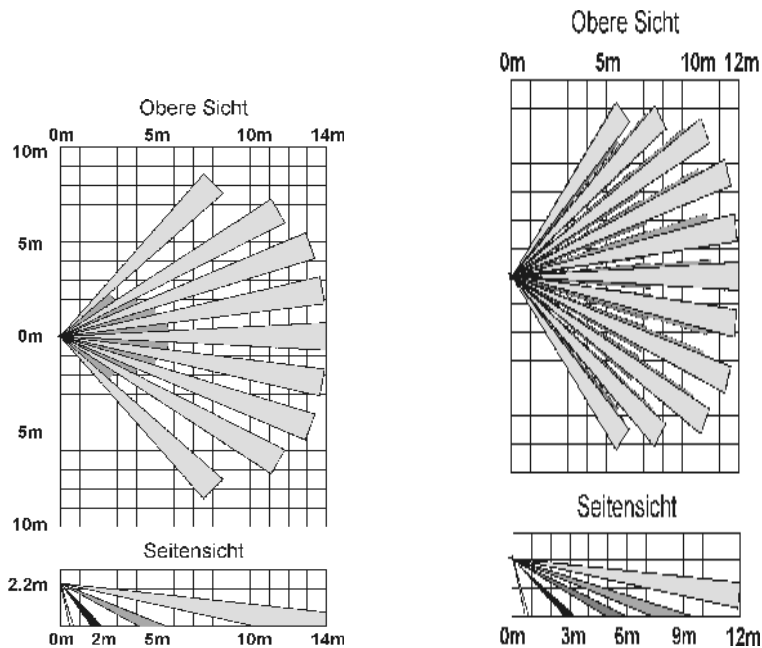 Obere Sicht
0m 5m 10m 14m
10m
5m
0m
5m
10m
Seitensicht
2.2m
0m 2m 5m 10m 14m
Obere Sicht
0m 5m 10m 12m
Seitensicht
0m 3m 6m 9m 12m